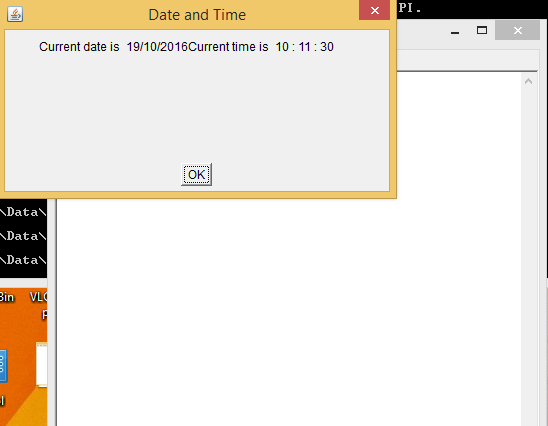 Date and Time
PI.
Current date is 19/10/2016Current time is 10 : 11 : 30
OK
\Data\
\Data\
\Data\
Bin
VLC